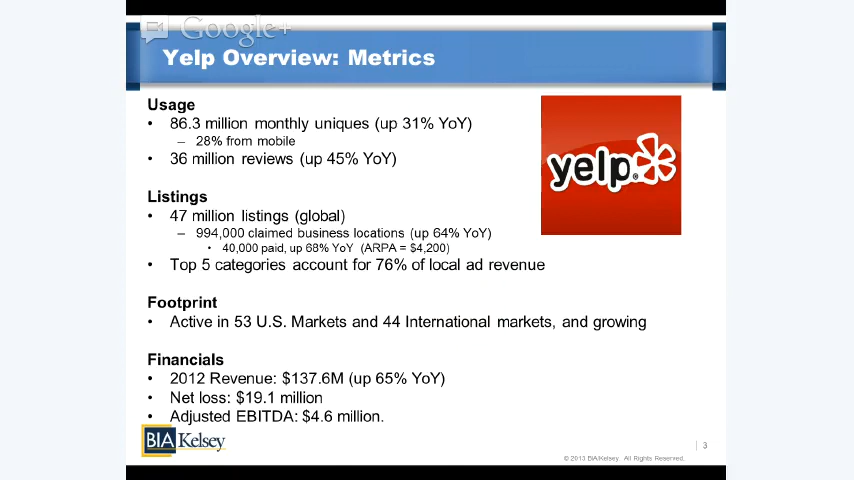 Google+
Yelp Overview: Metrics
Usage
• 86.3 million monthly uniques (up 31% YoY)
– 28% from mobile
• 36 million reviews (up 45% YoY)
yelp
Listings
• 47 million listings (global)
– 994,000 claimed business locations (up 64% YoY)
• 40,000 paid, up 68% YoY (ARPA = $4,200)
• Top 5 categories account for 76% of local ad revenue
Footprint
• Active in 53 U.S. Markets and 44 International markets, and growing
Financials
• 2012 Revenue: $137.6M (up 65% YoY)
• Net loss: $19.1 million
• Adjusted EBITDA: $4.6 million.
BIA Kelsey
3
© 2013 BIA/Kelsey. All Rights Reserved.